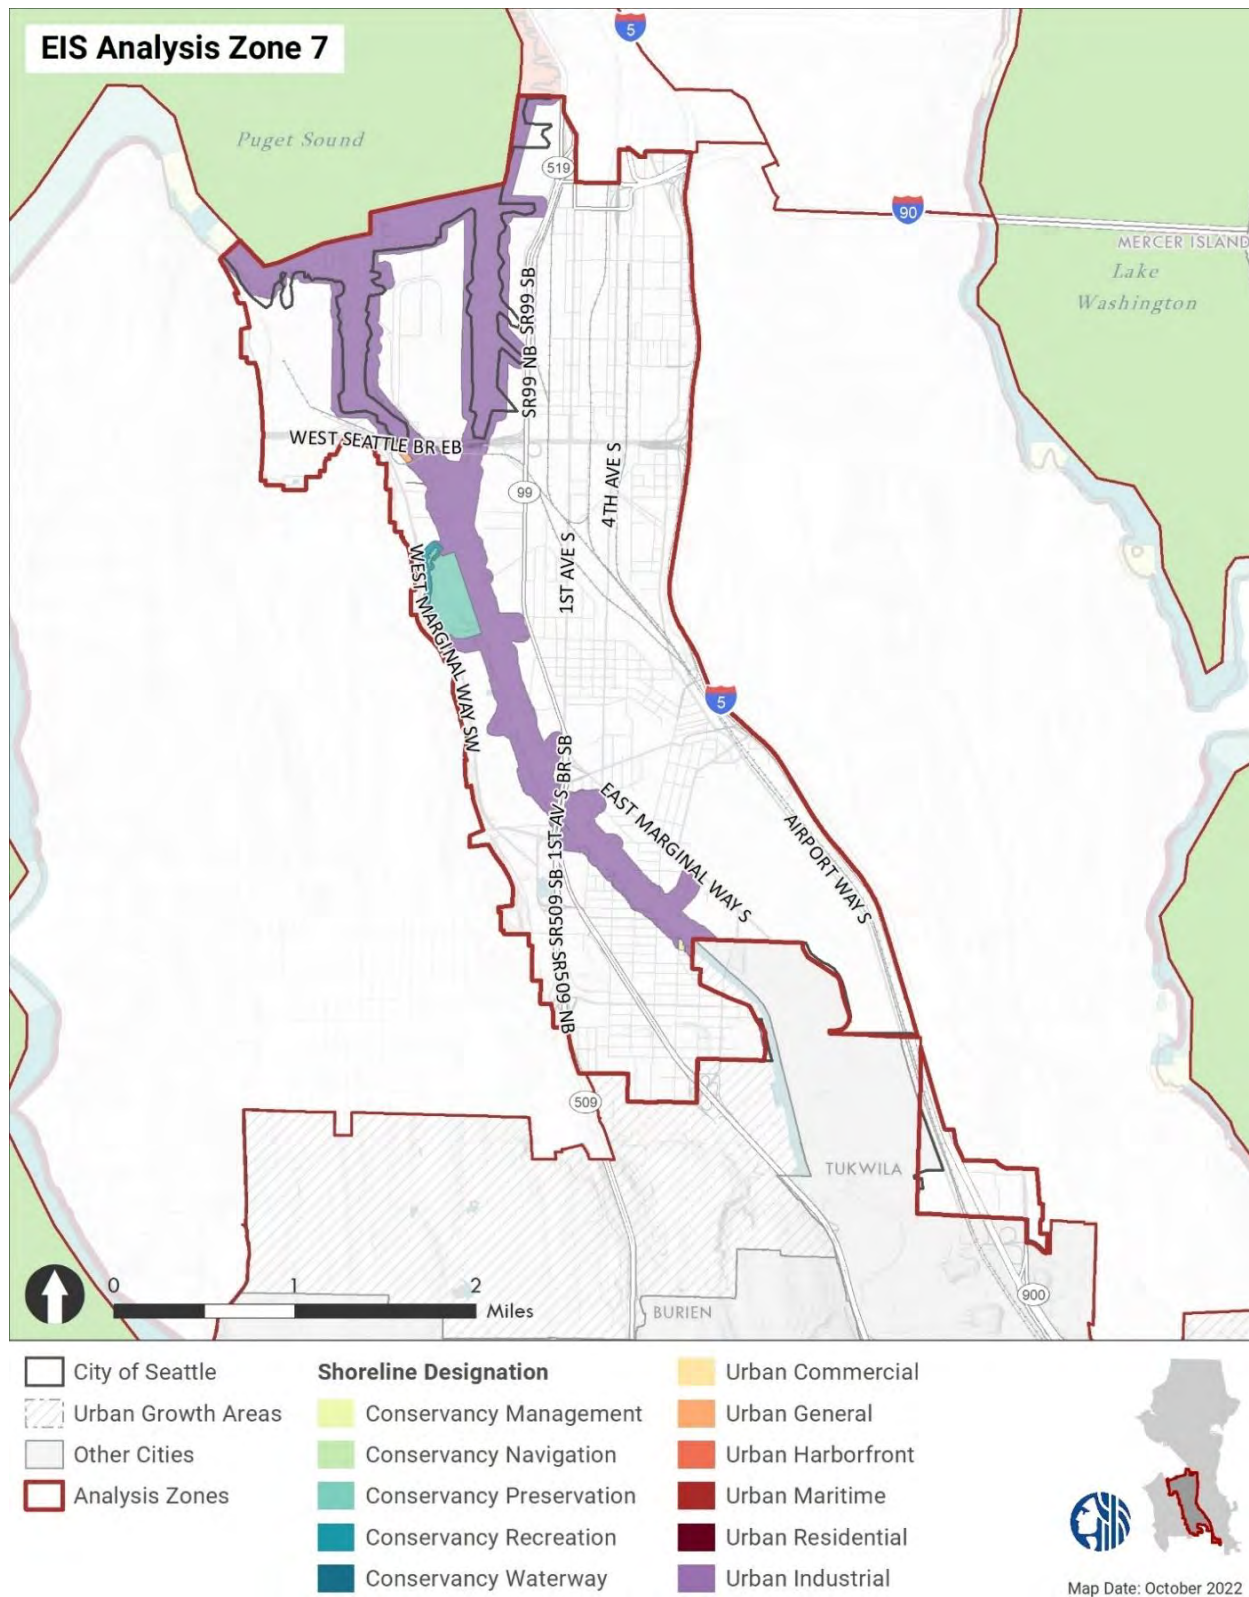 EIS Analysis Zone 7
5
Puget Sound
519
90
MERCER ISLAND
Lake
Washington
SR99 NB SR99 SB
WEST SEATTLE BR EB
4TH AVE S
99
1ST AVE S
WEST MARGINAL WAY SW
5
SR509 NB SR509 SB 1ST AV S BR SB
EAST MARGINAL WAY S
AIRPORT WAY S
509
TUKWILA
900
BURIEN
0 1 2
Miles
City of Seattle
Urban Growth Areas
Other Cities
Analysis Zones
Shoreline Designation
Conservancy Management
Conservancy Navigation
Conservancy Preservation
Conservancy Recreation
Conservancy Waterway
Urban Commercial
Urban General
Urban Harborfront
Urban Maritime
Urban Residential
Urban Industrial
Map Date: October 2022